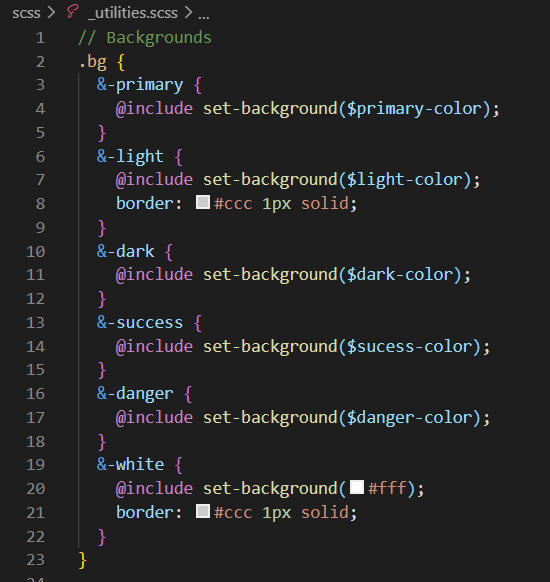 scss > _utilities.scss > ...
1 // Backgrounds
2 .bg {
3 &-primary {
4 @include set-background($primary-color);
5 }
6 &-light {
7 @include set-background($light-color);
8 border: #ccc 1px solid;
9 }
10 &-dark {
11 @include set-background($dark-color);
12 }
13 &-success {
14 @include set-background($sucess-color);
15 }
16 &-danger {
17 @include set-background($danger-color);
18 }
19 &-white {
20 @include set-background(#fff);
21 border: #ccc 1px solid;
22 }
23 }
24